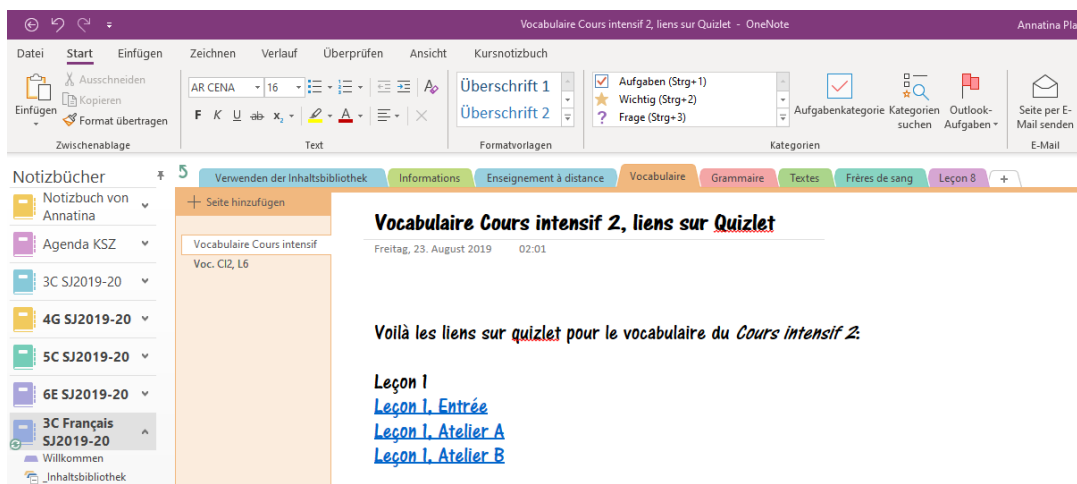 Vocabulaire Cours intensif 2, liens sur Quizlet - OneNote
Annatina Pla
Datei Start Einfügen Zeichnen Verlauf Überprüfen Ansicht Kursnotizbuch
Einfügen
Ausschneiden
Kopieren
Format übertragen
Zwischenablage
AR CENA 16
F K U ab x₂ A
Text
Überschrift 1
Überschrift 2
Formatvorlagen
Aufgaben (Strg+1)
Wichtig (Strg+2)
? Frage (Strg+3)
Aufgabenkategorie
Kategorien
suchen
Outlook-
Aufgaben
Kategorien
Seite per E-
Mail senden
E-Mail
Notizbücher
Notizbuch von
Annatina
Agenda KSZ
3C SJ2019-20
4G SJ2019-20
5C SJ2019-20
6E SJ2019-20
3C Français
SJ2019-20
Willkommen
_Inhaltsbibliothek
Verwenden der Inhaltsbibliothek Informations Enseignement à distance Vocabulaire Grammaire Textes Frères de sang Leçon 8 +
+ Seite hinzufügen
Vocabulaire Cours intensif
Voc. CI2, L6
Vocabulaire Cours intensif 2, liens sur Quizlet
Freitag, 23. August 2019 02:01
Voilà les liens sur quizlet pour le vocabulaire du Cours intensif 2:
Leçon 1
Leçon 1, Entrée
Leçon 1, Atelier A
Leçon 1, Atelier B